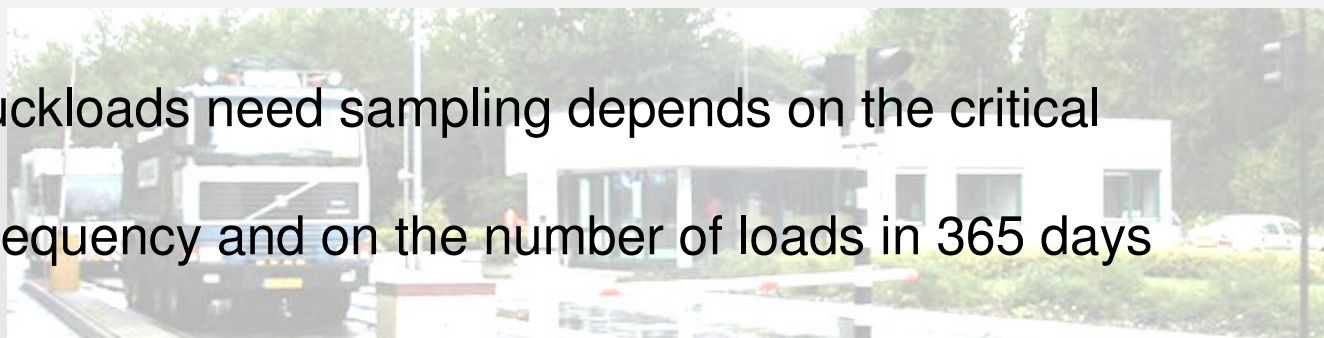 uckloads need sampling depends on the critical
equency and on the number of loads in 365 days